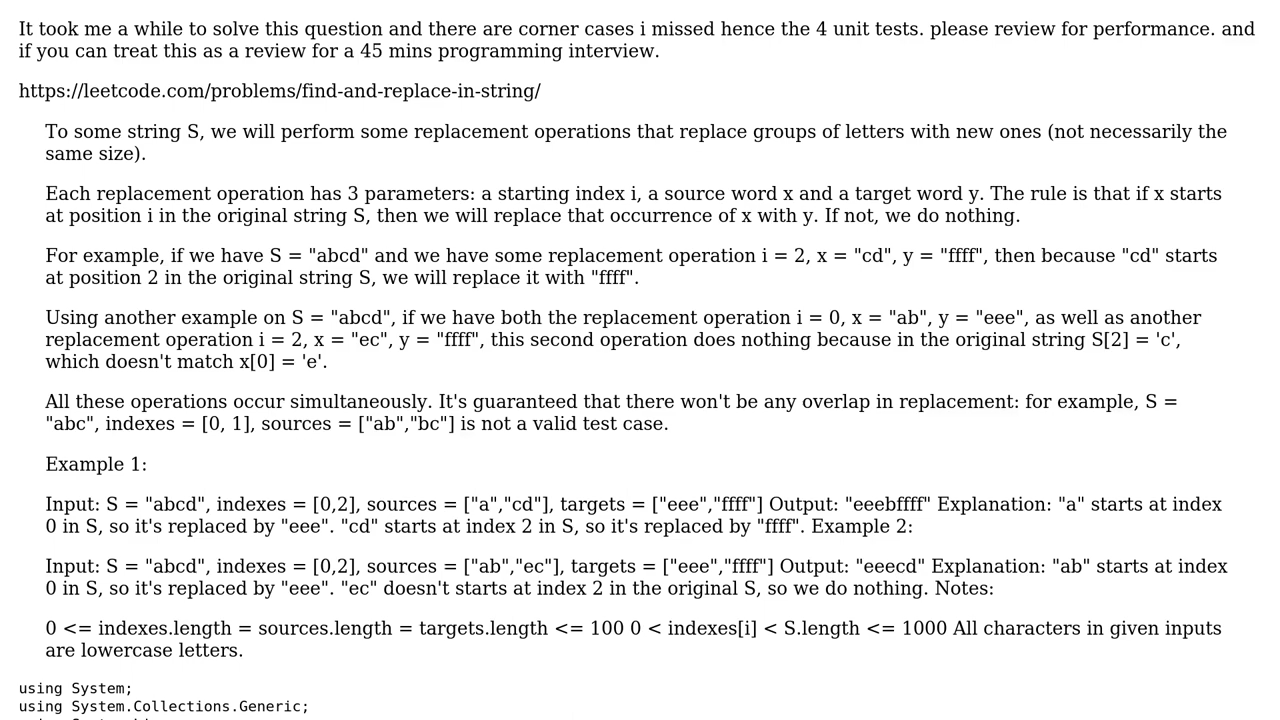 It took me a while to solve this question and there are corner cases i missed hence the 4 unit tests. please review for performance. and
if you can treat this as a review for a 45 mins programming interview.
https://leetcode.com/problems/find-and-replace-in-string/
To some string S, we will perform some replacement operations that replace groups of letters with new ones (not necessarily the
same size).
Each replacement operation has 3 parameters: a starting index i, a source word x and a target word y. The rule is that if x starts
at position i in the original string S, then we will replace that occurrence of x with y. If not, we do nothing.
For example, if we have S = "abcd" and we have some replacement operation i = 2, x = "cd", y = "ffff", then because "cd" starts
at position 2 in the original string S, we will replace it with "ffff".
Using another example on S = "abcd", if we have both the replacement operation i = 0, x = "ab", y = "eee", as well as another
replacement operation i = 2, x = "ec", y = "ffff", this second operation does nothing because in the original string S[2] = 'c',
which doesn't match x[0] = 'e'.
All these operations occur simultaneously. It's guaranteed that there won't be any overlap in replacement: for example, S =
"abc", indexes = [0, 1], sources = ["ab","bc"] is not a valid test case.
Example 1:
Input: S = "abcd", indexes = [0,2], sources = ["a","cd"], targets = ["eee","ffff"] Output: "eeebffff" Explanation: "a" starts at index
0 in S, so it's replaced by "eee". "cd" starts at index 2 in S, so it's replaced by "ffff". Example 2:
Input: S = "abcd", indexes = [0,2], sources = ["ab","ec"], targets = ["eee","ffff"] Output: "eeecd" Explanation: "ab" starts at index
0 in S, so it's replaced by "eee". "ec" doesn't starts at index 2 in the original S, so we do nothing. Notes:
0 <= indexes.length = sources.length = targets.length <= 100 0 < indexes[i] < S.length <= 1000 All characters in given inputs
are lowercase letters.
using System;
using System.Collections.Generic;